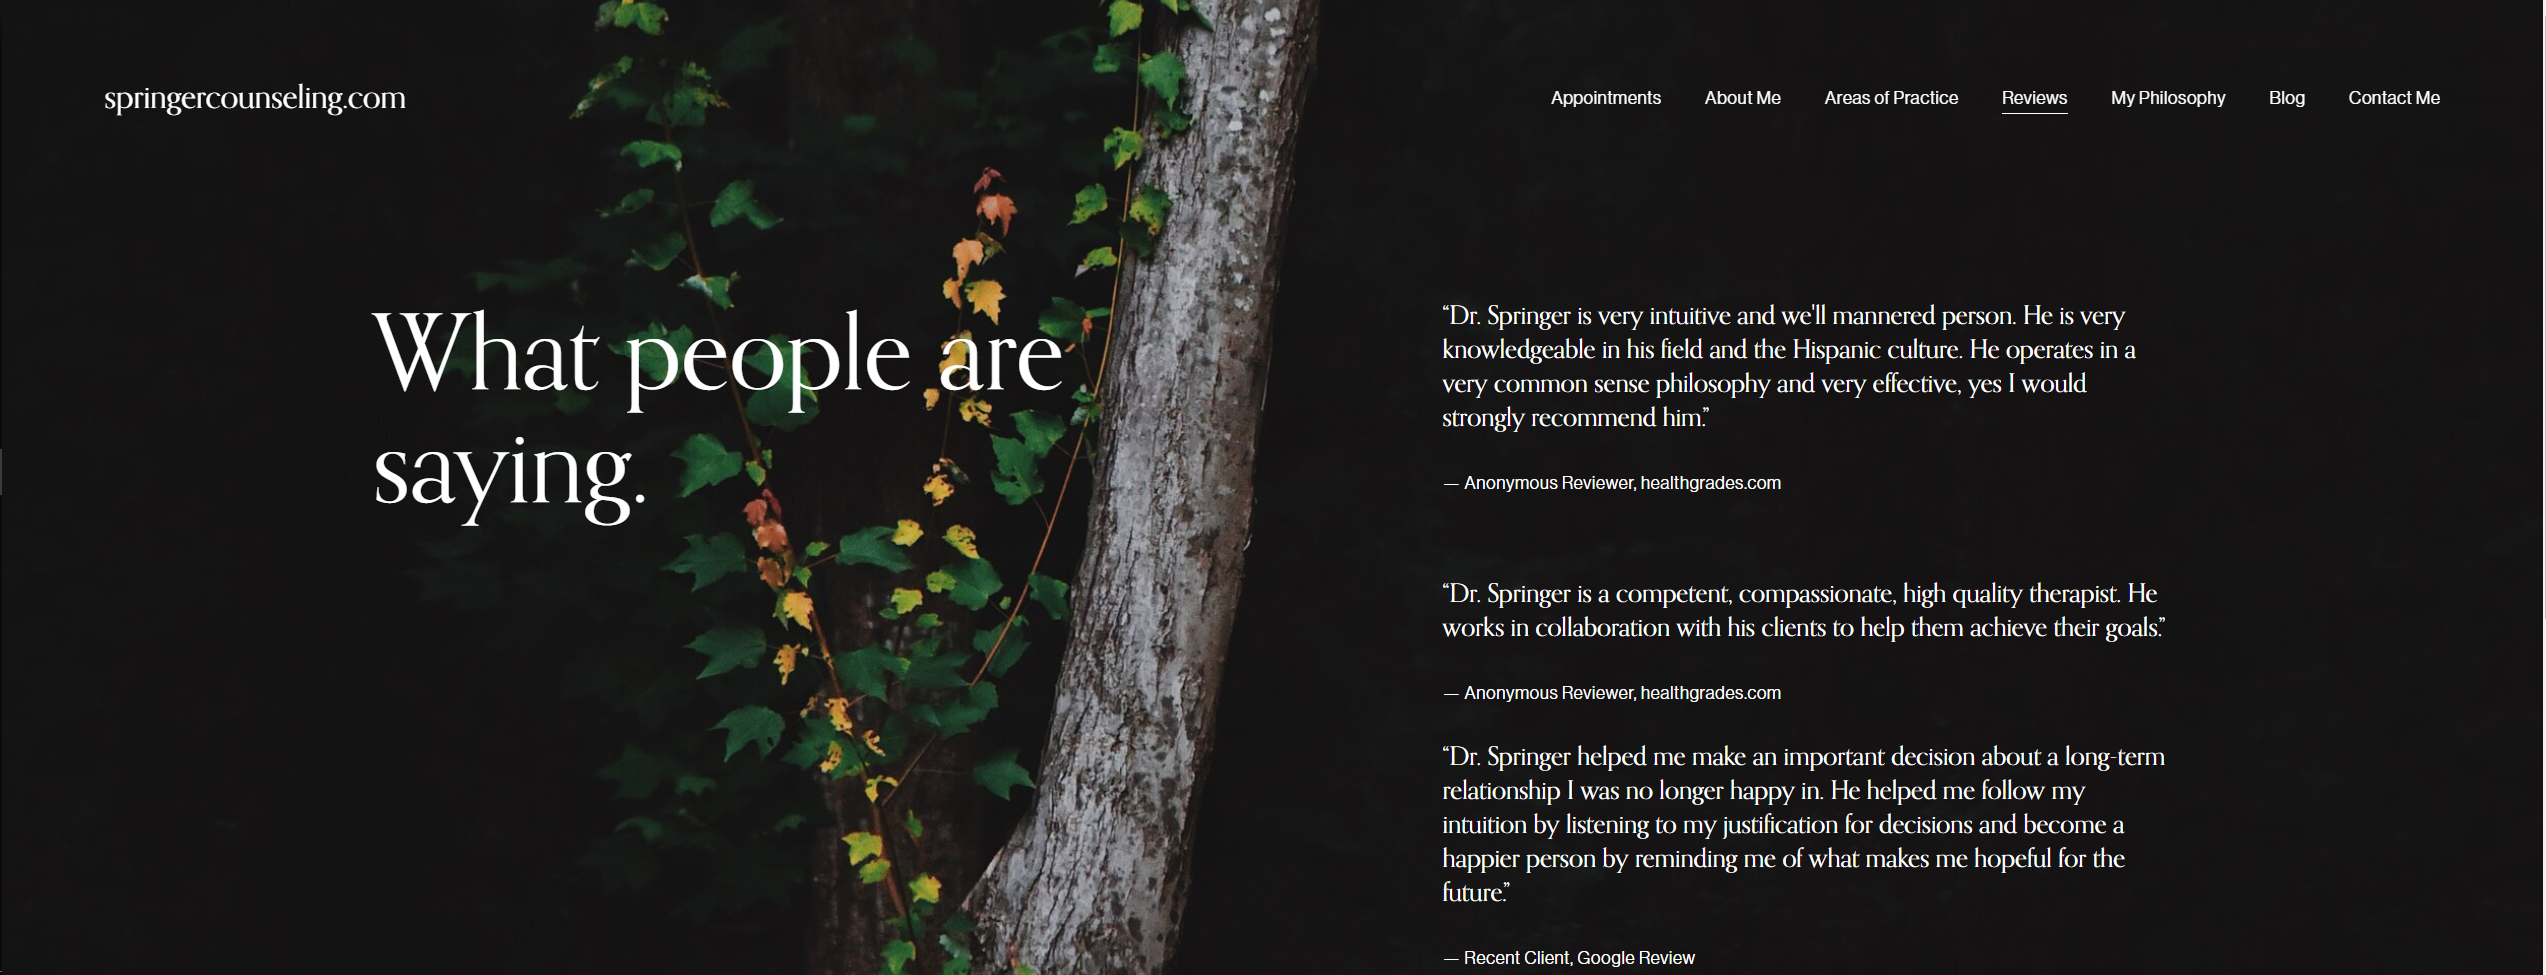 springercounseling.com
Appointments About Me Areas of Practice Reviews My Philosophy Blog Contact Me
What people are
saying.
“Dr. Springer is very intuitive and we'll mannered person. He is very
knowledgeable in his field and the Hispanic culture. He operates in a
very common sense philosophy and very effective, yes I would
strongly recommend him.”
— Anonymous Reviewer, healthgrades.com
“Dr. Springer is a competent, compassionate, high quality therapist. He
works in collaboration with his clients to help them achieve their goals.”
— Anonymous Reviewer, healthgrades.com
“Dr. Springer helped me make an important decision about a long-term
relationship I was no longer happy in. He helped me follow my
intuition by listening to my justification for decisions and become a
happier person by reminding me of what makes me hopeful for the
future.”
— Recent Client, Google Review